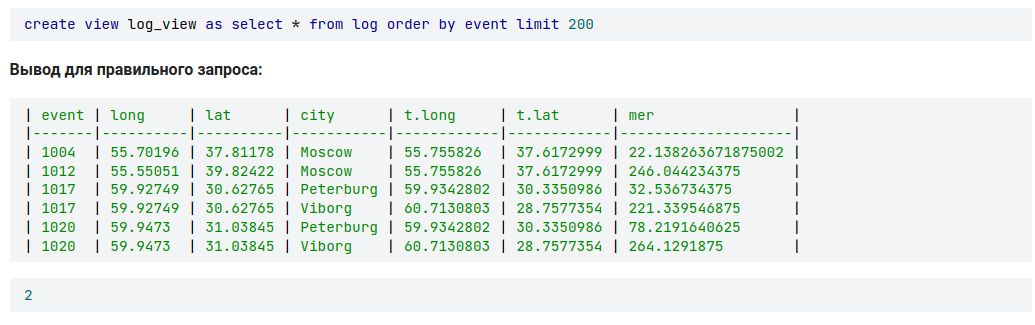 create view log_view as select * from log order by event limit 200
Вывод для правильного запроса:
| event | long     | lat      | city      | t.long     | t.lat      | mer                |
|-------|----------|----------|-----------|------------|------------|--------------------|
| 1004  | 55.70196 | 37.81178 | Moscow    | 55.755826  | 37.6172999 | 22.138263671875002 |
| 1012  | 55.55051 | 39.82422 | Moscow    | 55.755826  | 37.6172999 | 246.044234375      |
| 1017  | 59.92749 | 30.62765 | Peterburg | 59.9342802 | 30.3350986 | 32.536734375       |
| 1017  | 59.92749 | 30.62765 | Viborg    | 60.7130803 | 28.7577354 | 221.339546875      |
| 1020  | 59.9473  | 31.03845 | Peterburg | 59.9342802 | 30.3350986 | 78.2191640625      |
| 1020  | 59.9473  | 31.03845 | Viborg    | 60.7130803 | 28.7577354 | 264.1291875        |
2